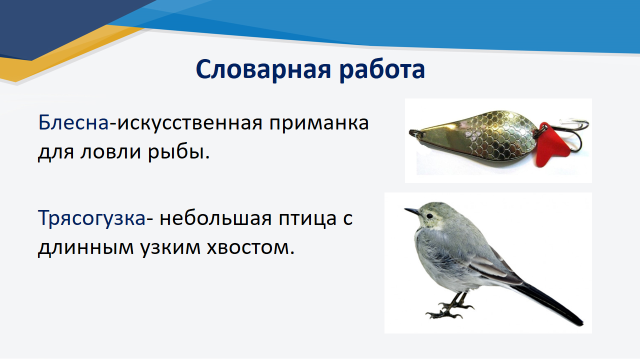 Словарная работа
Блесна-искусственная приманка
для ловли рыбы.
Трясогузка- небольшая птица с
длинным узким хвостом.